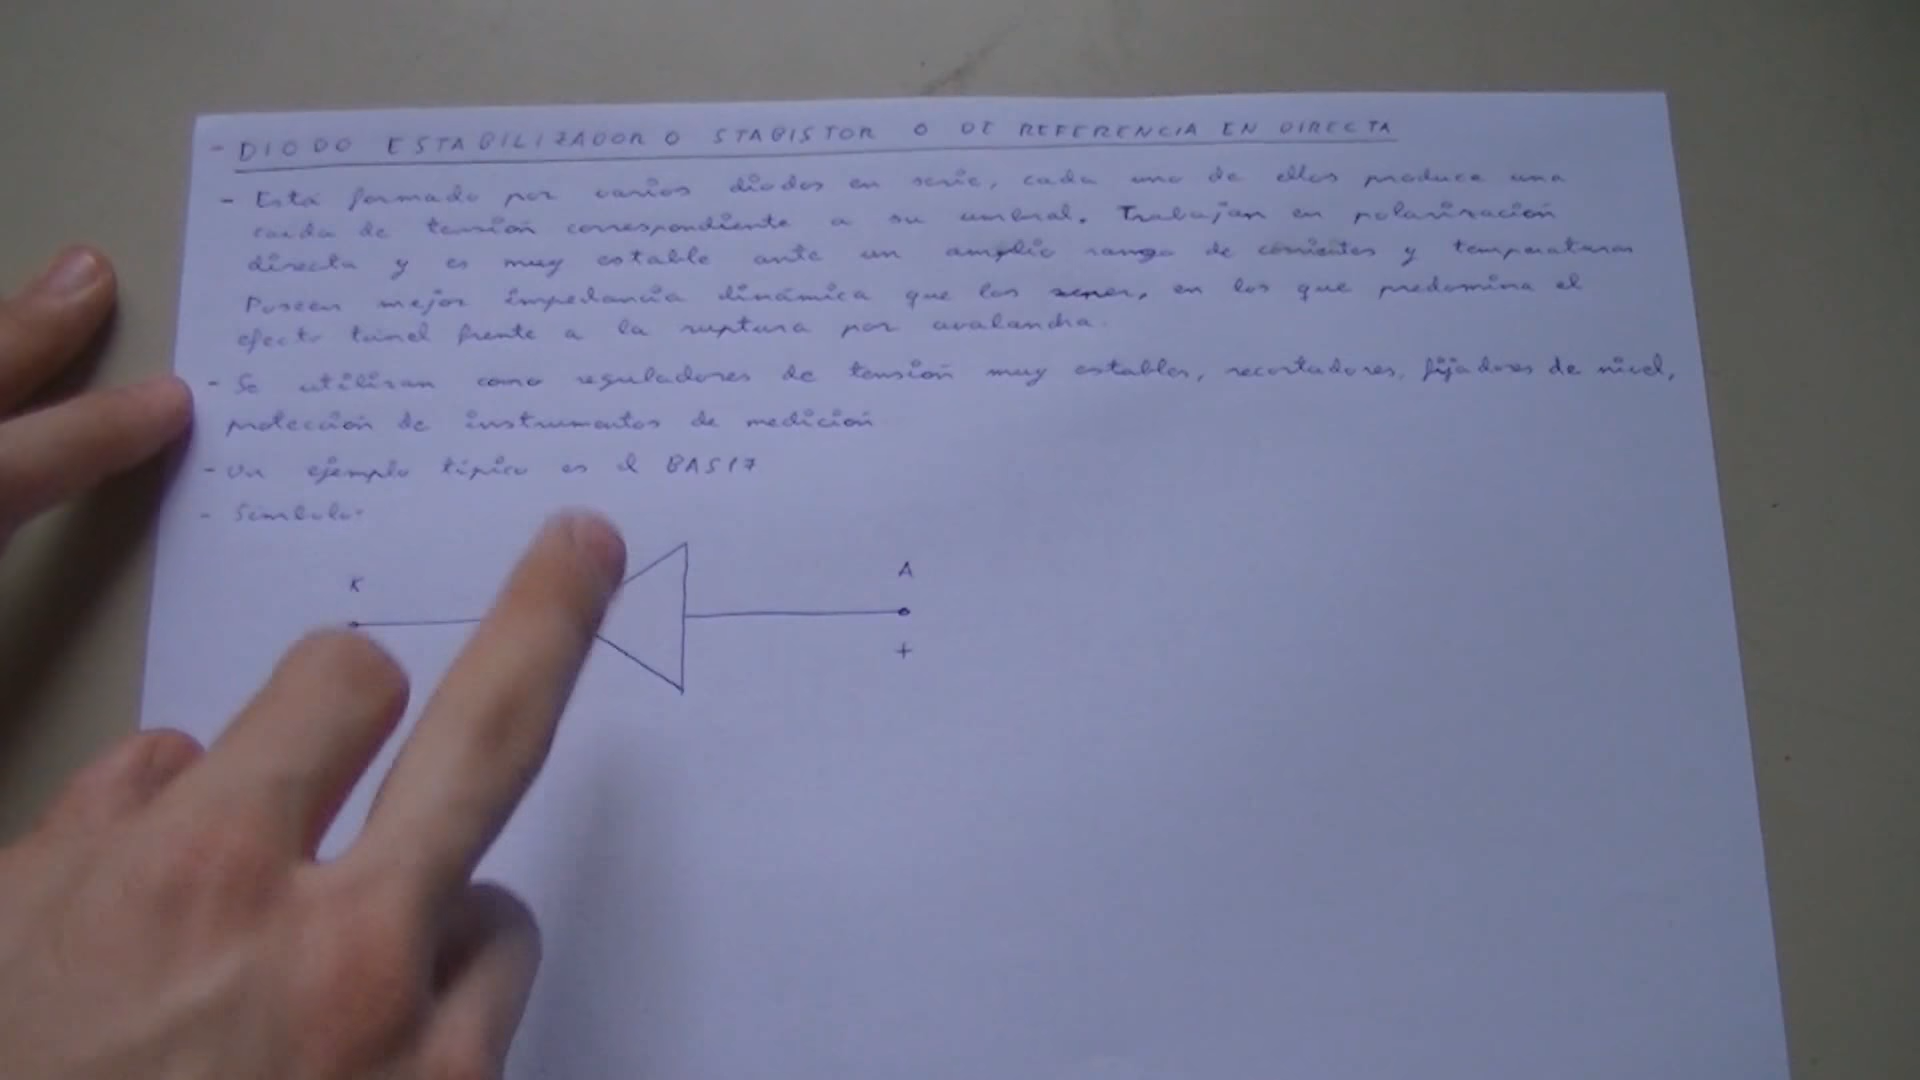 - DIODO ESTABILIZADOR O STABISTOR O DE REFERENCIA EN DIRECTA
- Está formado por varios diodos en serie, cada uno de ellos produce una
caída de tensión correspondiente a su umbral. Trabajan en polarización
directa y es muy estable ante un amplio rango de corrientes y temperaturas
Poseen mejor impedancia dinámica que los zener, en los que predomina el
efecto túnel frente a la ruptura por avalancha.
- Se utilizan como reguladores de tensión muy estables, recortadores, fijadores de nivel,
protección de instrumentos de medición
- Un ejemplo típico es el BAS17
- Símbolo:
K A
+